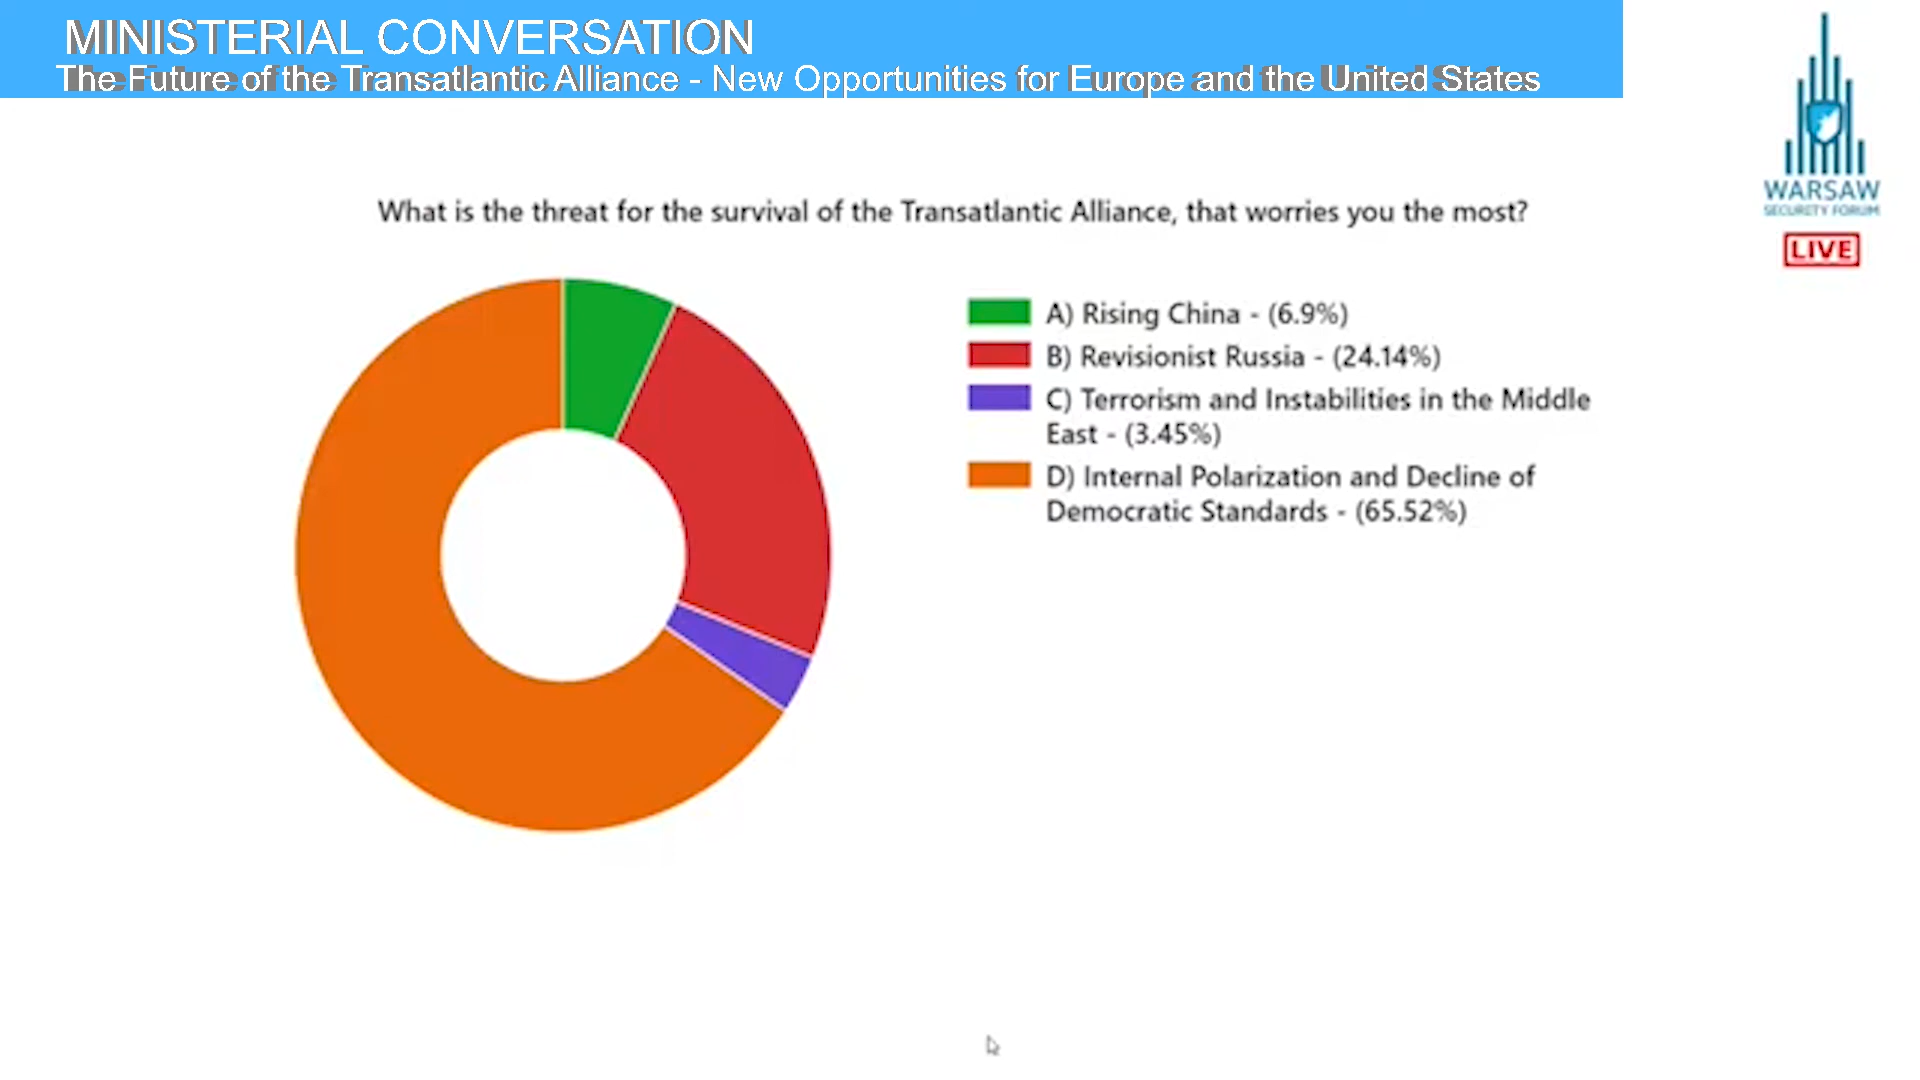 MINISTERIAL CONVERSATION
The Future of the Transatlantic Alliance - New Opportunities for Europe and the United States
WARSAW
SECURITY FORUM
LIVE
What is the threat for the survival of the Transatlantic Alliance, that worries you the most?
A) Rising China - (6.9%)
B) Revisionist Russia - (24.14%)
C) Terrorism and Instabilities in the Middle
East - (3.45%)
D) Internal Polarization and Decline of
Democratic Standards - (65.52%)